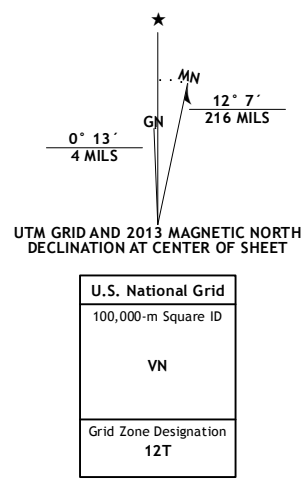 MN
GN
12° 7´
216 MILS
0° 13´
4 MILS
UTM GRID AND 2013 MAGNETIC NORTH
DECLINATION AT CENTER OF SHEET
U.S. National Grid
100,000-m Square ID
VN
Grid Zone Designation
12T